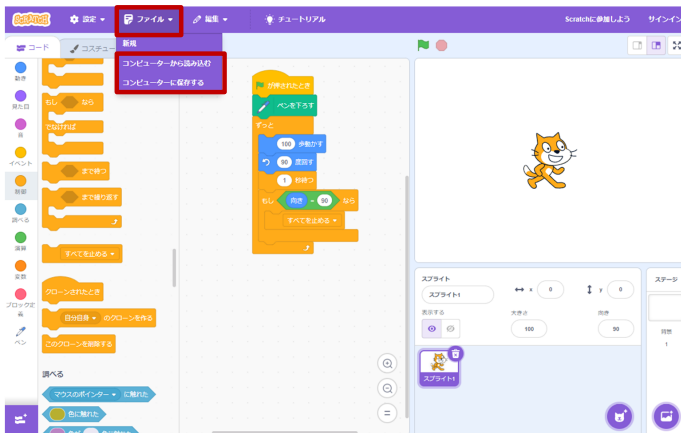 SCRATCH 設定 ファイル 編集 チュートリアル Scratchに参加しよう サインイン
新規
コンピューターから読み込む
コンピューターに保存する
コード コスチュー
動き
見た目
音
イベント
制御
調べる
演算
変数
ブロック定義
ペン
もし なら
でなければ
まで待つ
まで繰り返す
すべてを止める
クローンされたとき
自分自身 のクローンを作る
このクローンを削除する
調べる
マウスのポインター に触れた
色に触れた
が押されたとき
ペンを下ろす
ずっと
100 歩動かす
90 度回す
1 秒待つ
もし 向き = 90 なら
すべてを止める
スプライト
スプライト1 x 0 y 0
表示する 大きさ 向き
100 90
スプライト1
ステージ
背景
1